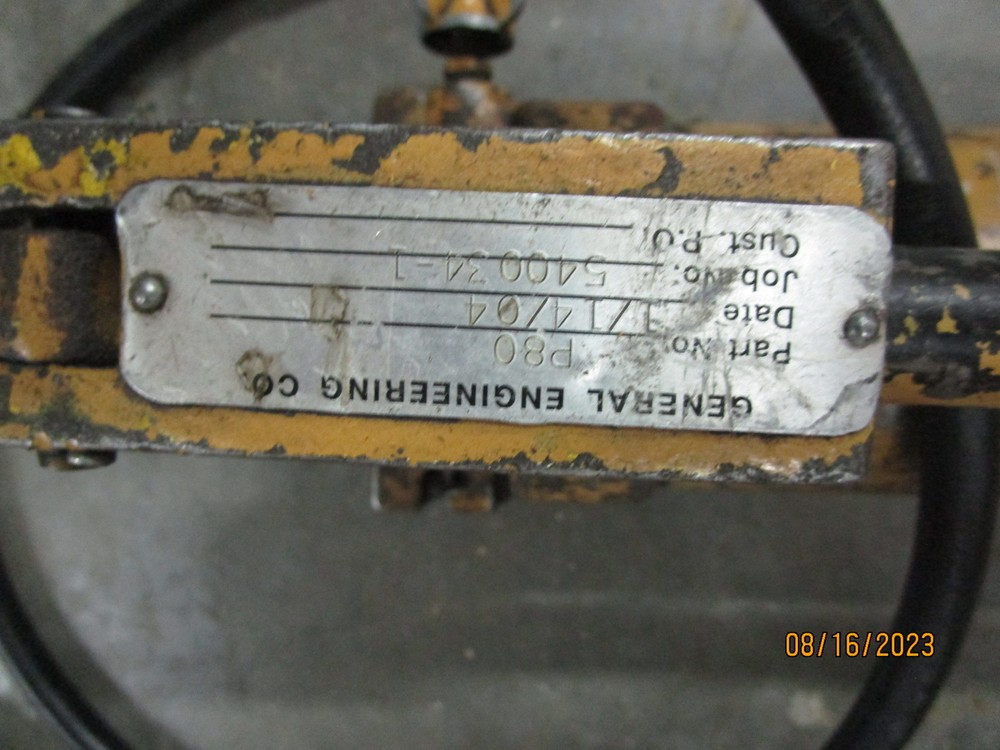 GENERAL ENGINEERING CO
Part No. P80
Date 1/14/04
Job No. 540034-1
Cust. P.O.
08/16/2023